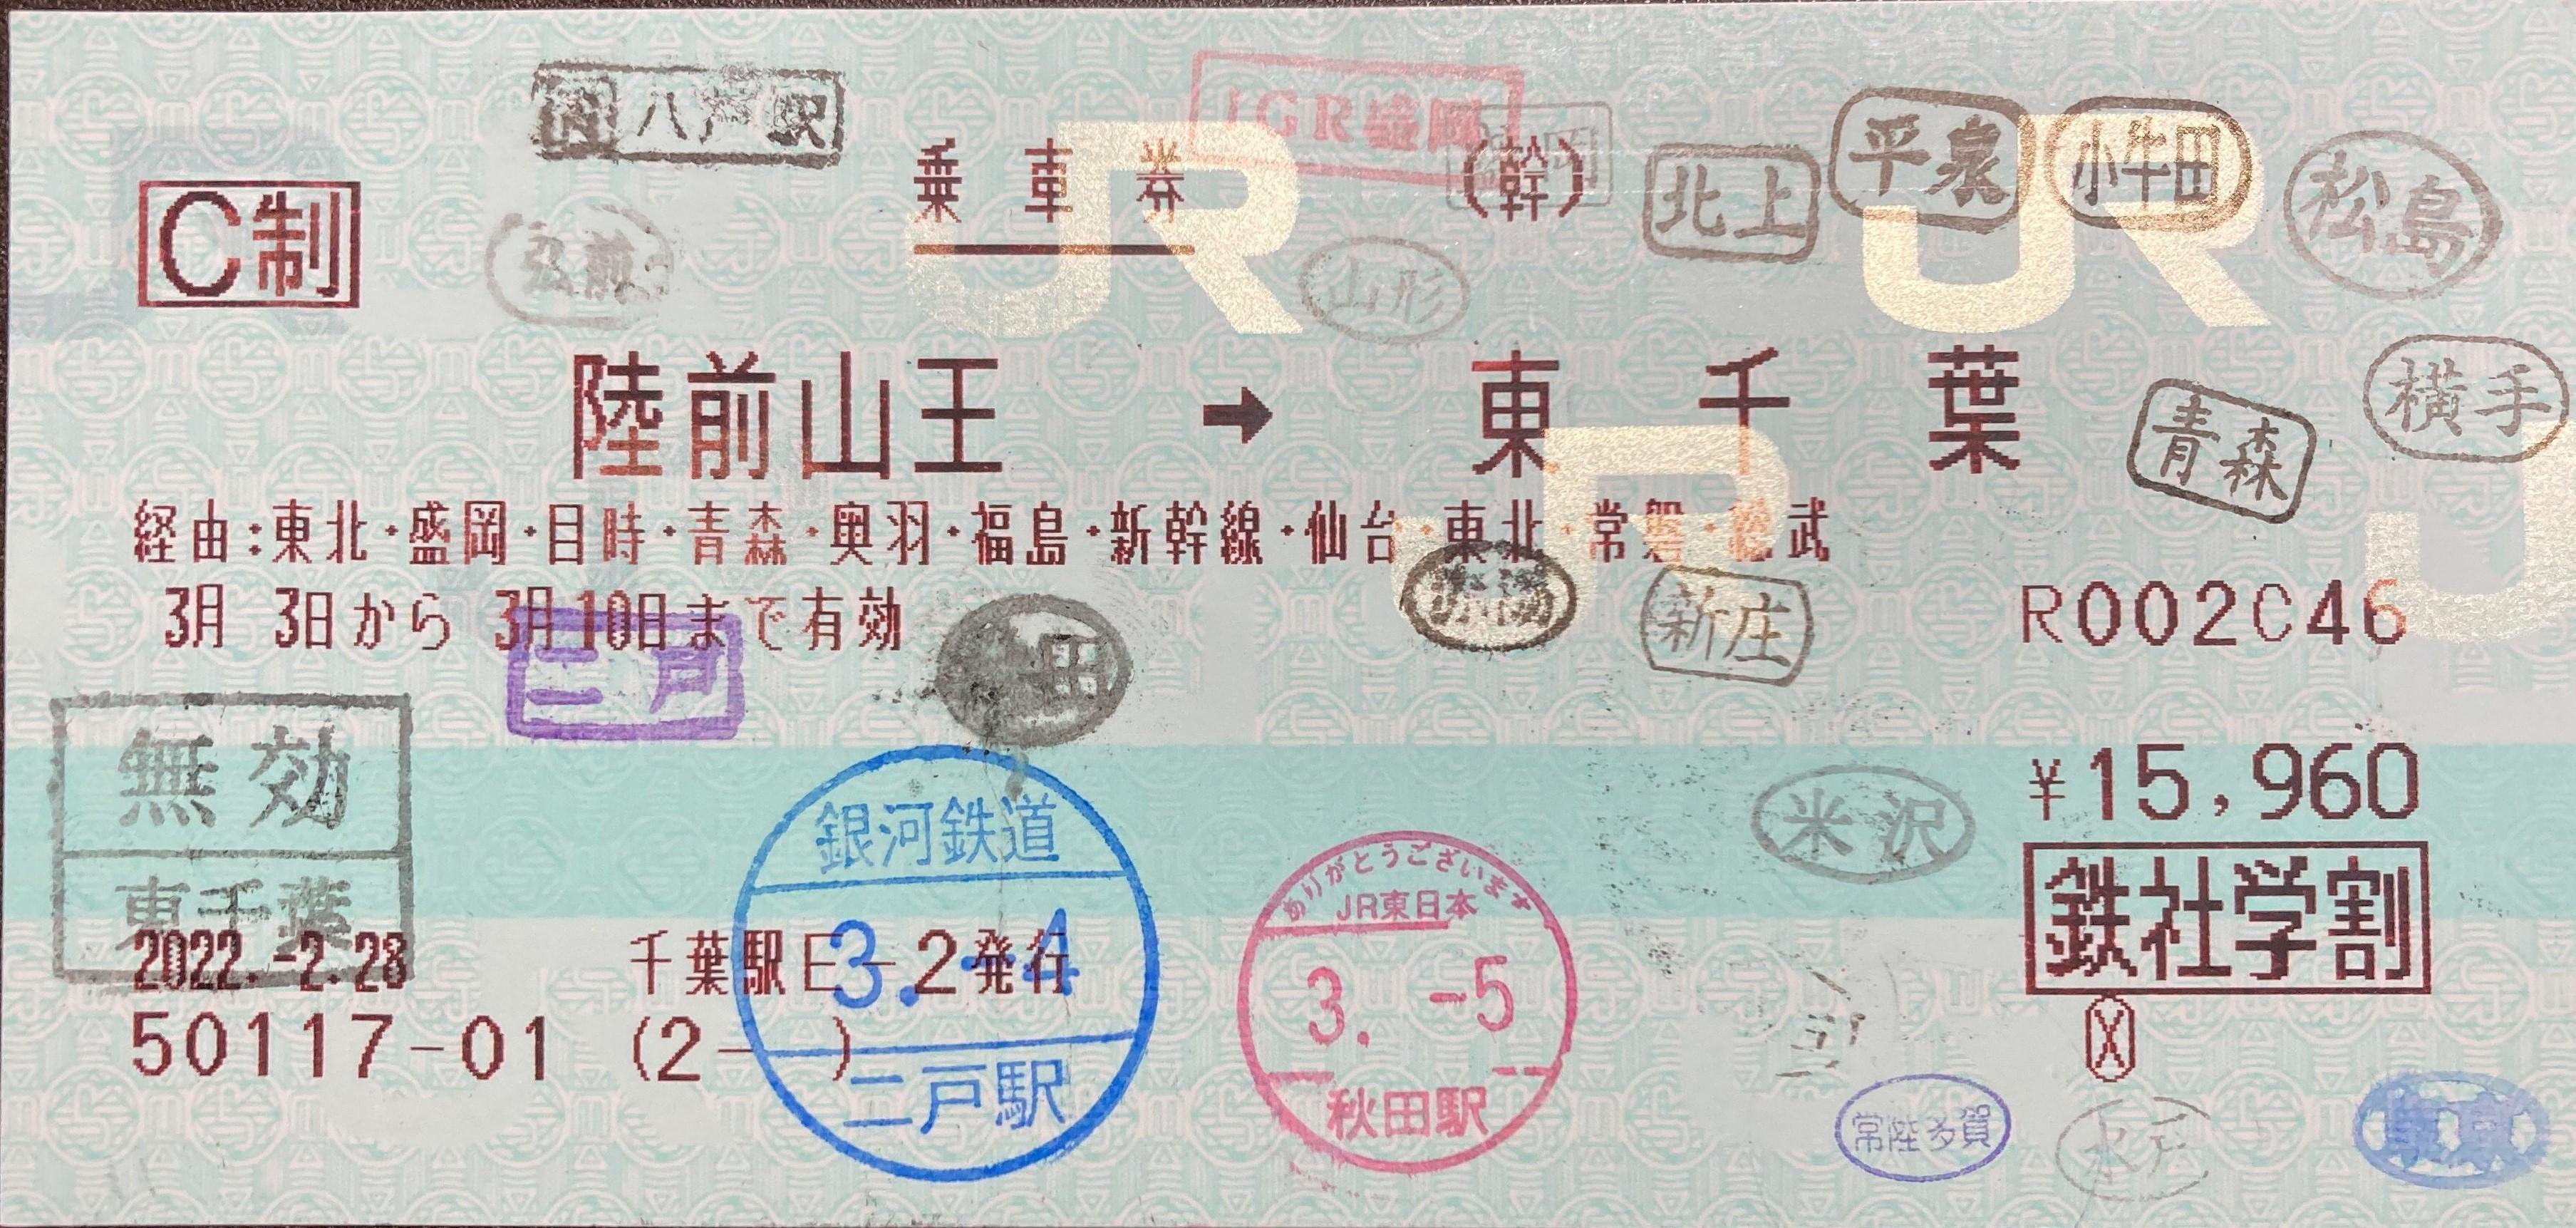 八戸駅
IGR盛岡
C制
乗車券
(幹)
北上
平泉
小牛田
松島
弘前
山形
陸前山王 → 東千葉
横手
青森
経由:東北・盛岡・目時・青森・奥羽・福島・新幹線・仙台・東北・常磐・総武
3月 3日から 3月10日まで有効
R002C46
新庄
二戸
無効
東千葉
米沢
¥15,960
鉄社学割
銀河鉄道
3.-4
二戸駅
ありがとうございます
JR東日本
3.-5
秋田駅
2022.-2.28
千葉駅E-2発行
50117-01 (2- )
X
常陸多賀
水戸
JR
JR
JR